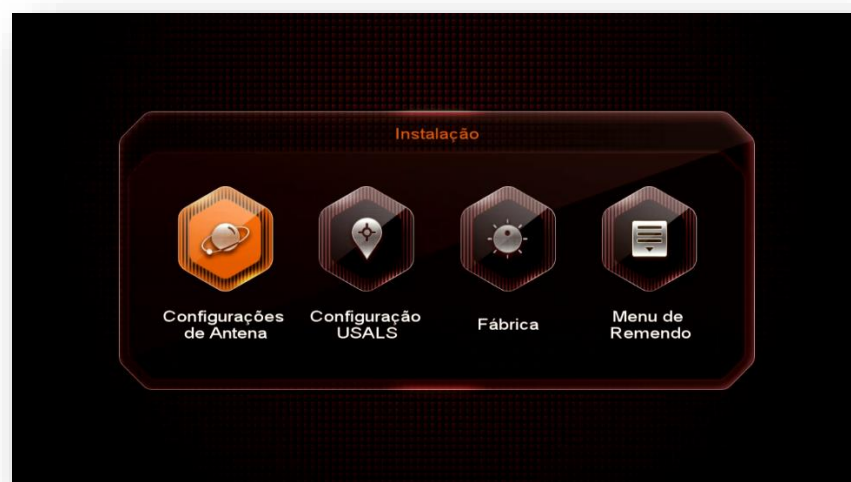 Instalação
Configurações
de Antena
Configuração
USALS
Fábrica
Menu de
Remendo